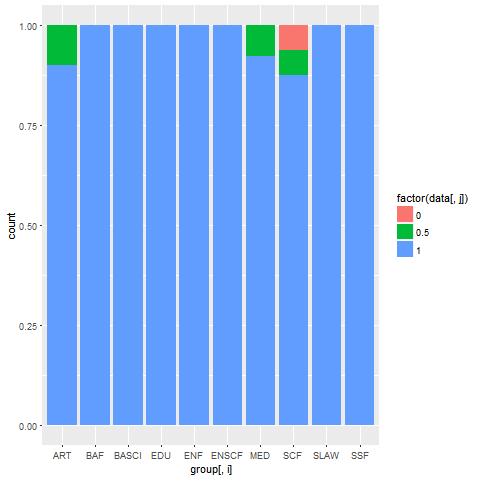 1.00
0.75
0.50
0.25
0.00
count
ART BAF BASCI EDU ENF ENSCF MED SCF SLAW SSF
group[, i]
factor(data[, j])
0
0.5
1